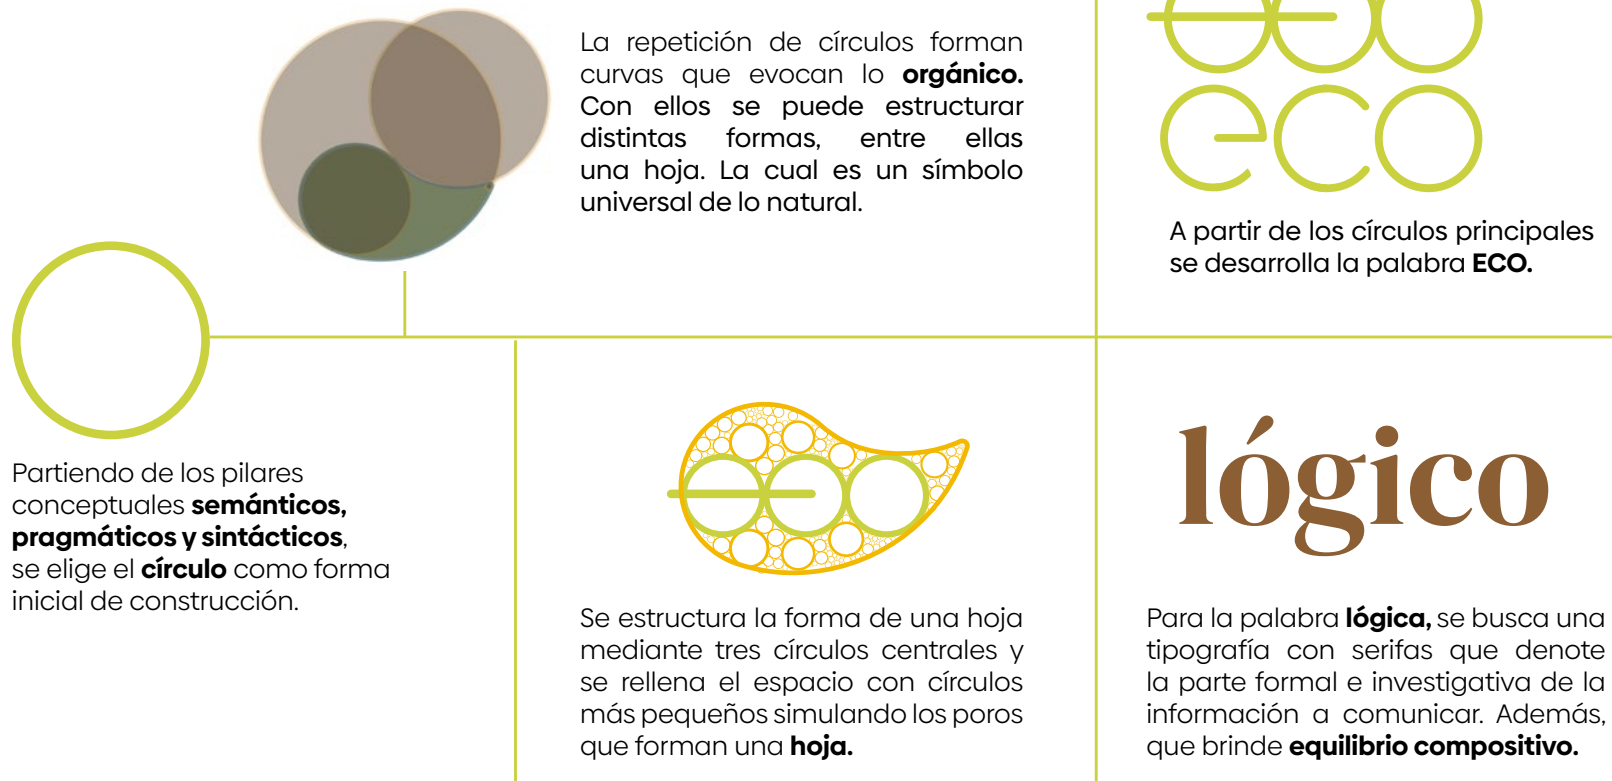 La repetición de círculos forman
curvas que evocan lo orgánico.
Con ellos se puede estructurar
distintas formas, entre ellas
una hoja. La cual es un símbolo
universal de lo natural.
eco
A partir de los círculos principales
se desarrolla la palabra ECO.
Partiendo de los pilares
conceptuales semánticos,
pragmáticos y sintácticos,
se elige el círculo como forma
inicial de construcción.
Se estructura la forma de una hoja
mediante tres círculos centrales y
se rellena el espacio con círculos
más pequeños simulando los poros
que forman una hoja.
lógico
Para la palabra lógica, se busca una
tipografía con serifas que denote
la parte formal e investigativa de la
información a comunicar. Además,
que brinde equilibrio compositivo.